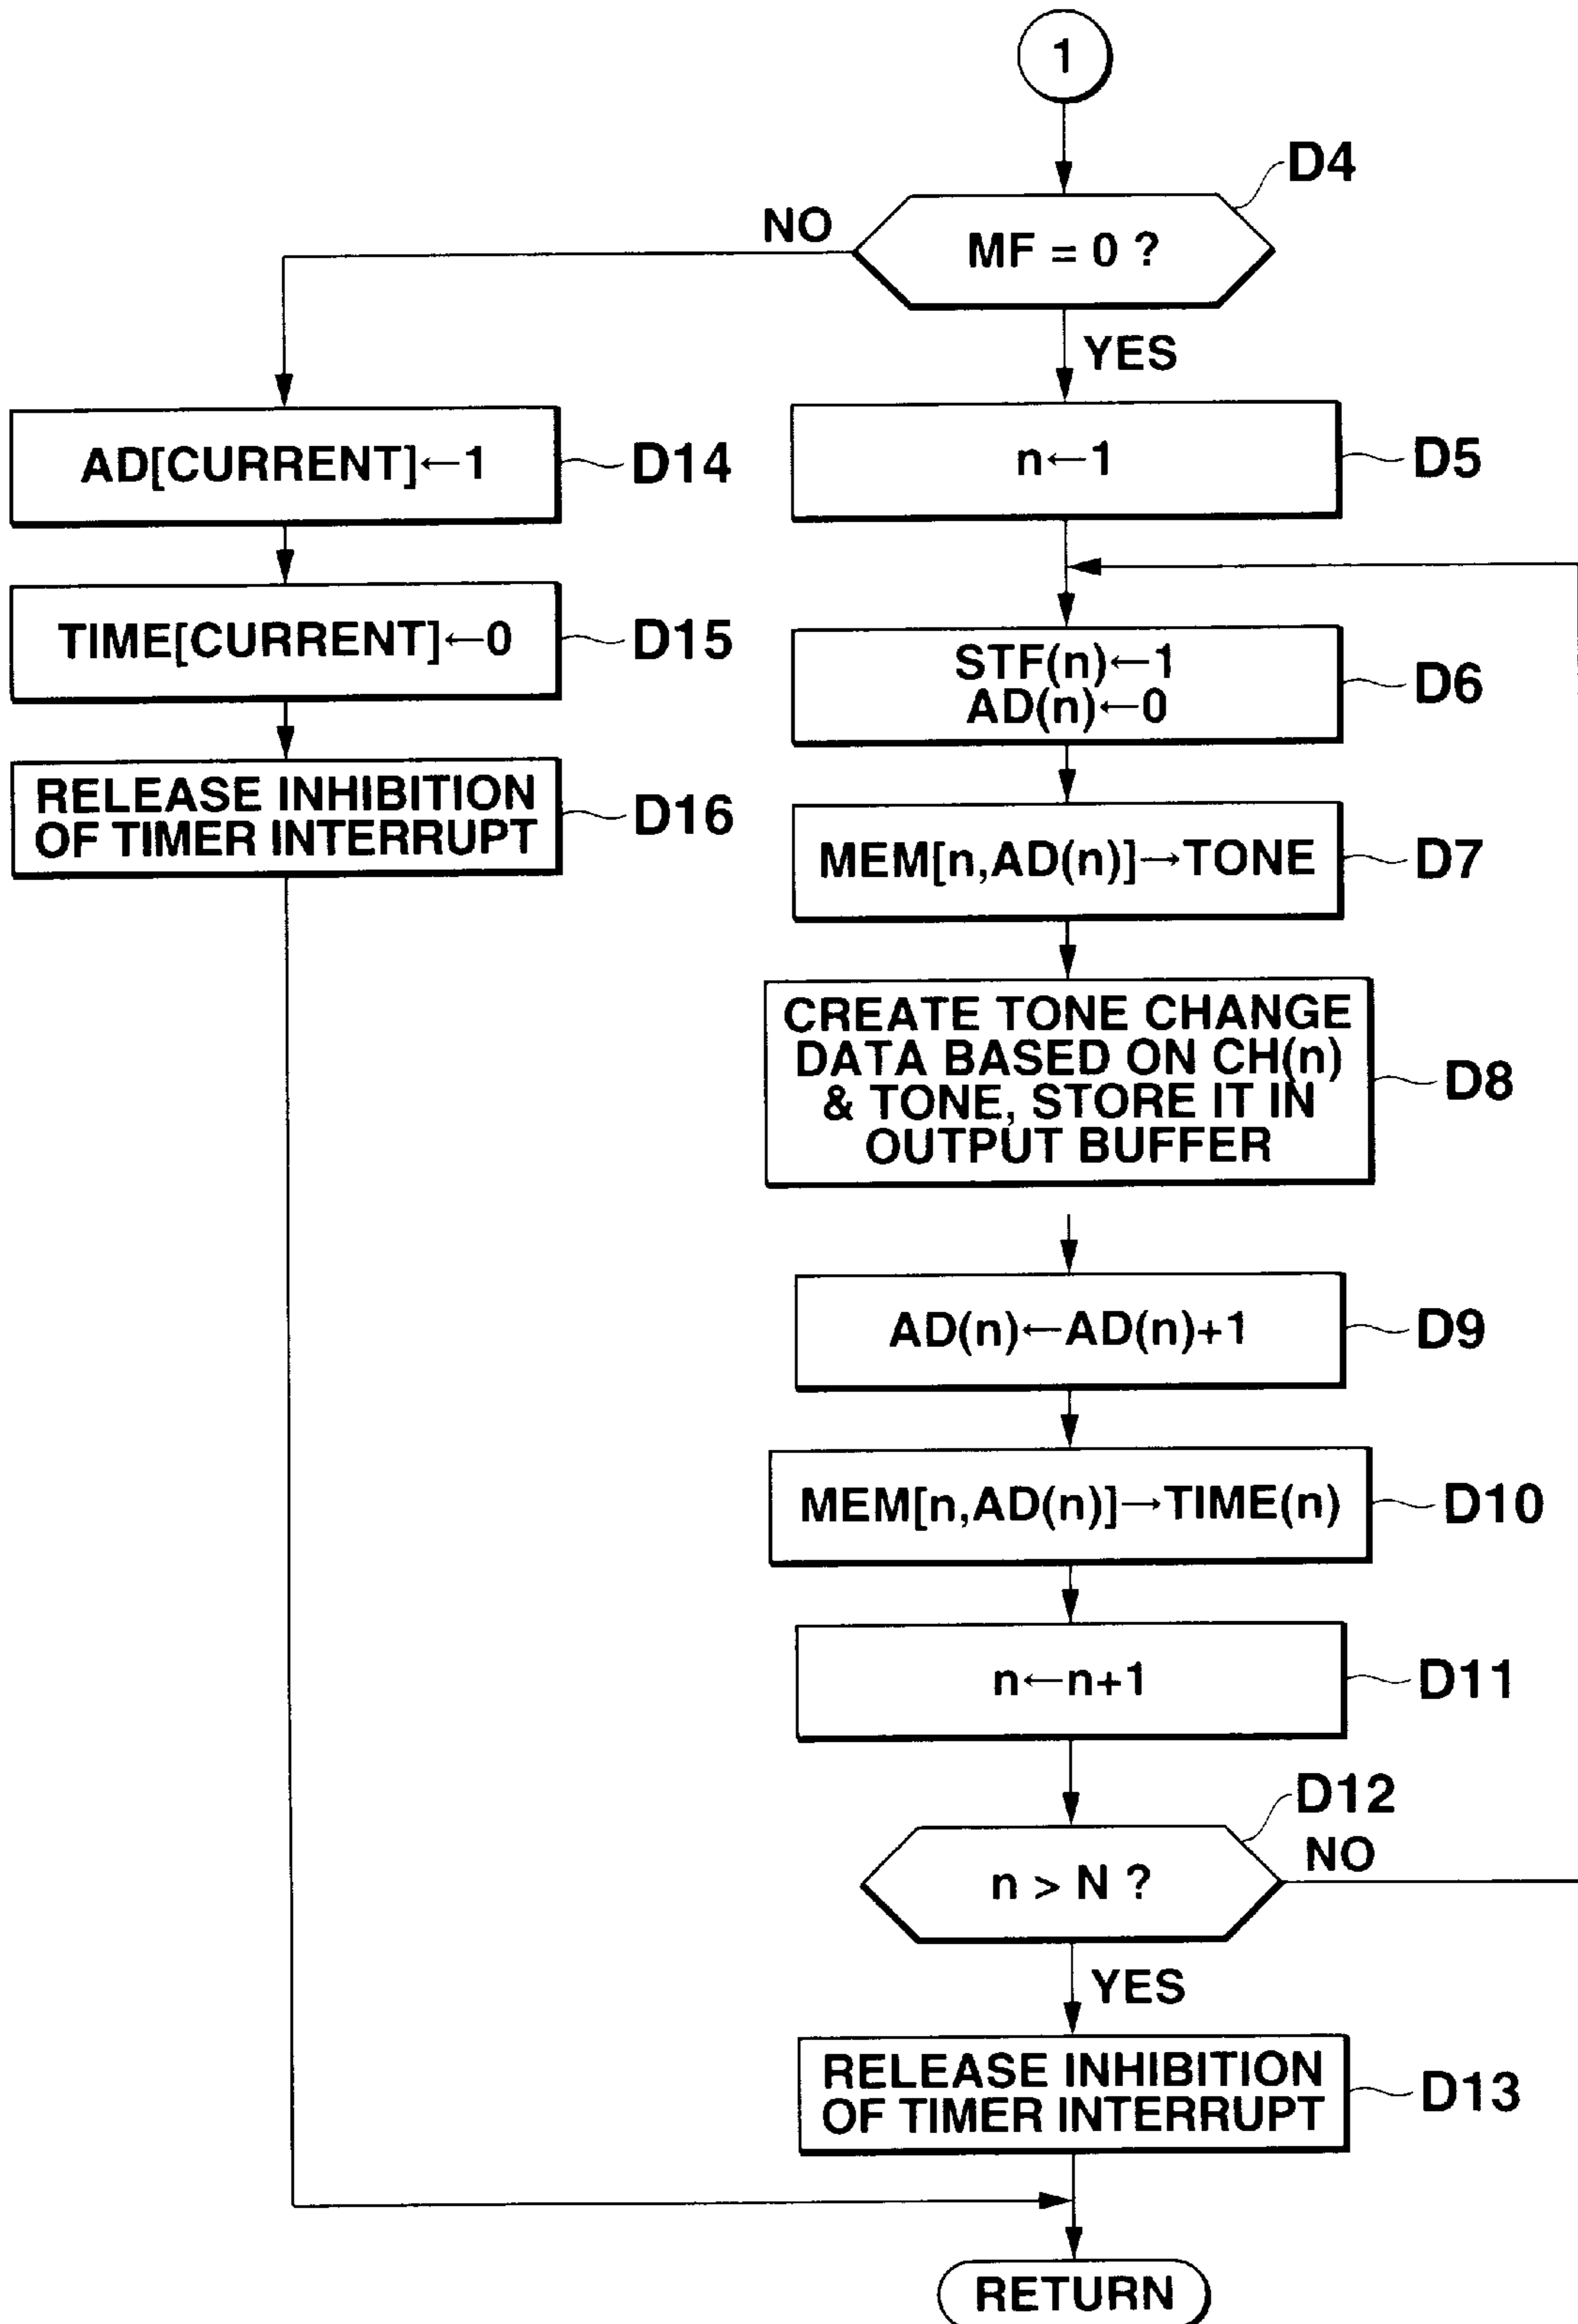 1
D4
NO
MF = 0 ?
YES
AD[CURRENT]←1
D14
n←1
D5
TIME[CURRENT]←0
D15
STF(n)←1
AD(n)←0
D6
RELEASE INHIBITION
OF TIMER INTERRUPT
D16
MEM[n,AD(n)]→TONE
D7
CREATE TONE CHANGE
DATA BASED ON CH(n)
& TONE, STORE IT IN
OUTPUT BUFFER
D8
AD(n)←AD(n)+1
D9
MEM[n,AD(n)]→TIME(n)
D10
n←n+1
D11
D12
n > N ?
NO
YES
RELEASE INHIBITION
OF TIMER INTERRUPT
D13
RETURN